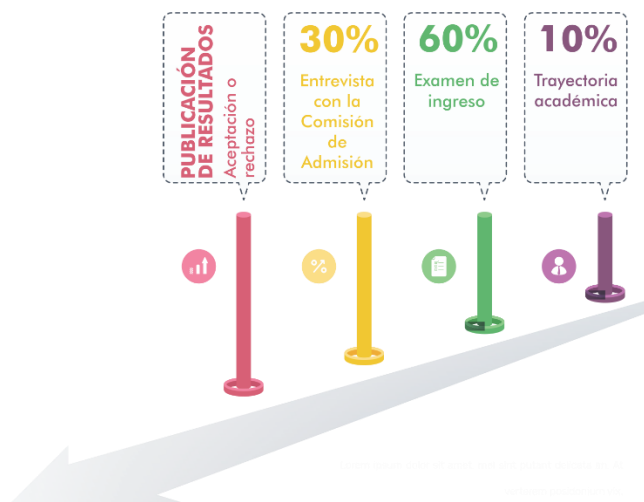 PUBLICACIÓN
DE RESULTADOS
Aceptación o
rechazo
30%
Entrevista
con la
Comisión
de
Admisión
60%
Examen de
ingreso
10%
Trayectoria
académica